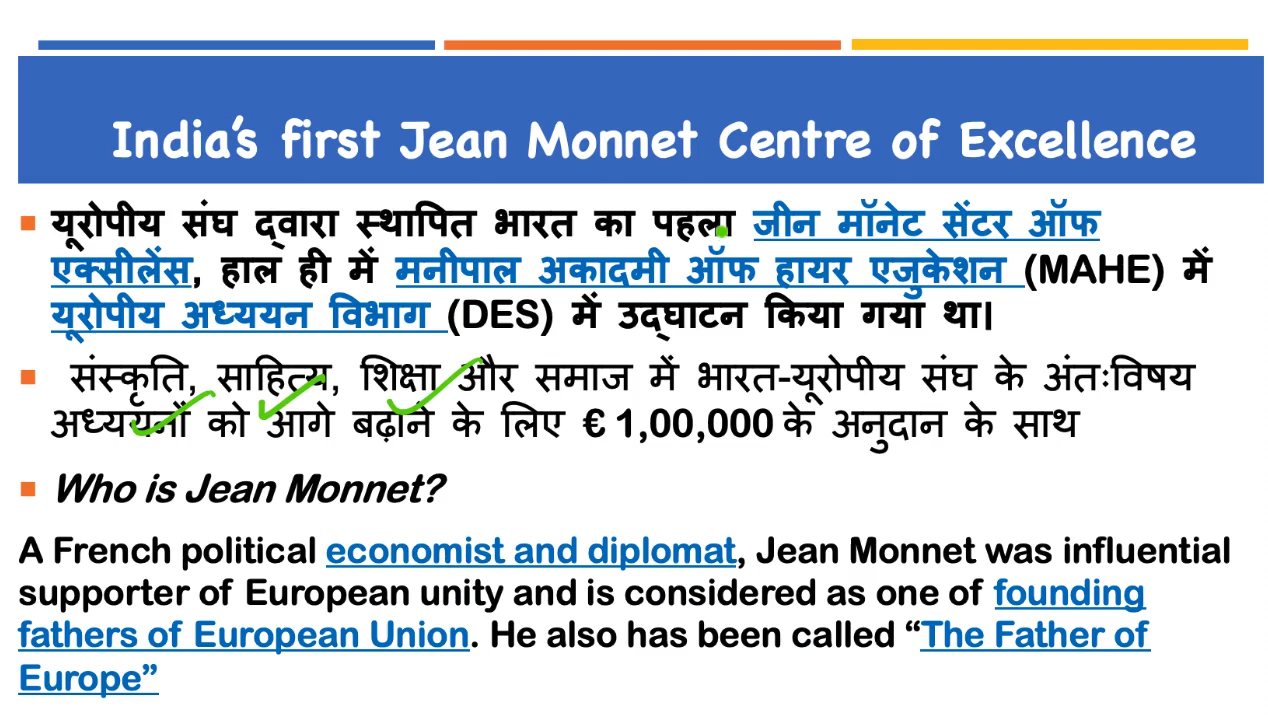 India's first Jean Monnet Centre of Excellence
यूरोपीय संघ द्वारा स्थापित भारत का पहला जीन मॉनेट सेंटर ऑफ
एक्सीलेंस, हाल ही में मनीपाल अकादमी ऑफ हायर एजुकेशन (MAHE) में
यूरोपीय अध्ययन विभाग (DES) में उद्घाटन किया गया था।
संस्कृति, साहित्य, शिक्षा और समाज में भारत-यूरोपीय संघ के अंतःविषय
अध्ययनों को आगे बढ़ाने के लिए € 1,00,000 के अनुदान के साथ
Who is Jean Monnet?
A French political economist and diplomat, Jean Monnet was influential
supporter of European unity and is considered as one of founding
fathers of European Union. He also has been called “The Father of
Europe”